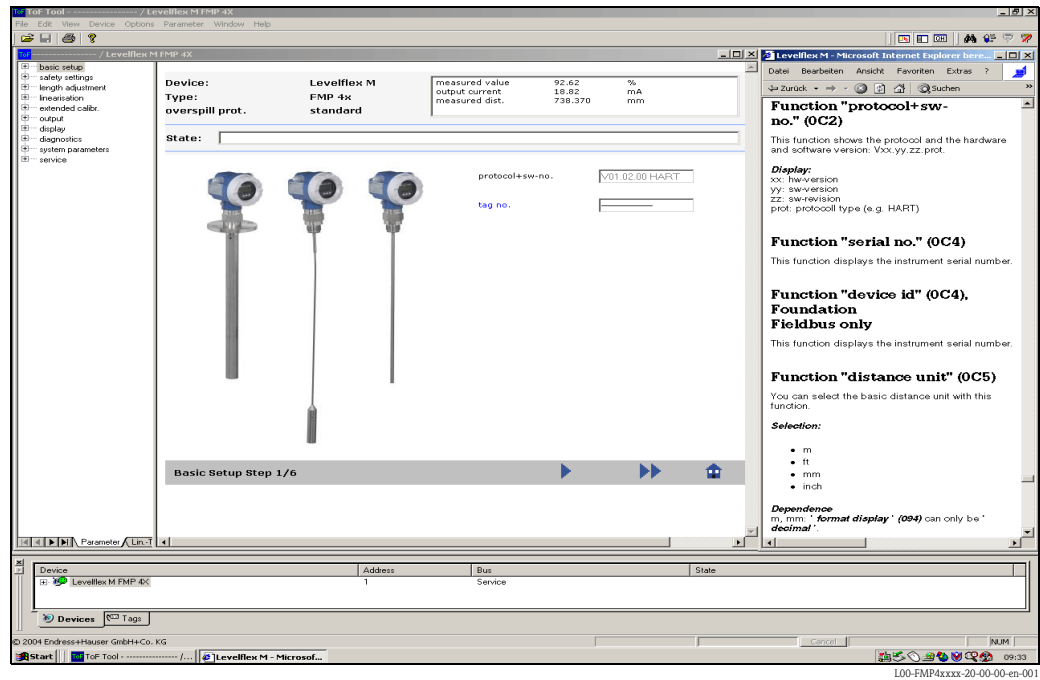 ToF Tool - ---------------- / Levelflex M FMP 4X
File Edit View Device Options Parameter Window Help
---------------- / Levelflex M FMP 4X
basic setup
safety settings
length adjustment
linearisation
extended calibr.
output
display
diagnostics
system parameters
service
Parameter Lin.-T
Device: Levelflex M
Type: FMP 4x
overspill prot. standard
measured value 92.62 %
output current 18.82 mA
measured dist. 738.370 mm
State:
protocol+sw-no. V01.02.00 HART
tag no. ----------------
Basic Setup Step 1/6
Levelflex M - Microsoft Internet Explorer bere...
Datei Bearbeiten Ansicht Favoriten Extras ?
Zurück Suchen
Function "protocol+sw-
no." (0C2)
This function shows the protocol and the hardware
and software version: Vxx.yy.zz.prot.
Display:
xx: hw-version
yy: sw-version
zz: sw-revision
prot: protocoll type (e.g. HART)
Function "serial no." (0C4)
This function displays the instrument serial number.
Function "device id" (0C4),
Foundation
Fieldbus only
This function displays the instrument serial number.
Function "distance unit" (0C5)
You can select the basic distance unit with this
function.
Selection:
• m
• ft
• mm
• inch
Dependence
m, mm: ' format display ' (094) can only be '
decimal '.
Device Address Bus State
Levelflex M FMP 4X 1 Service
Devices Tags
© 2004 Endress+Hauser GmbH+Co. KG
Cancel NUM
Start ToF Tool - ---------------- /... Levelflex M - Microsof... 09:33
L00-FMP4xxxx-20-00-00-en-001